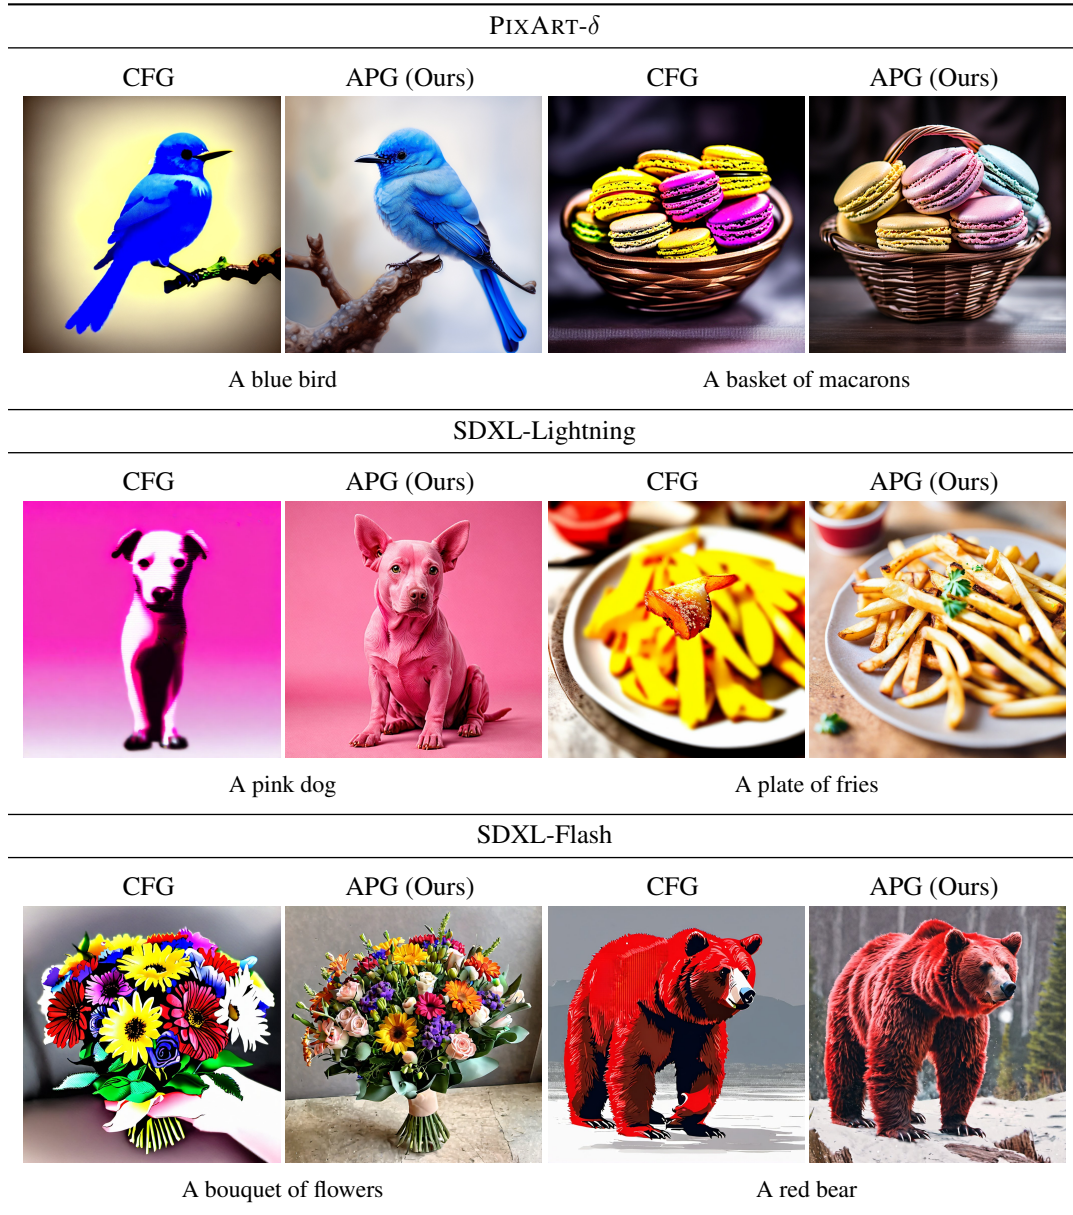 PIXART-δ
CFG APG (Ours) CFG APG (Ours)
A blue bird A basket of macarons
SDXL-Lightning
CFG APG (Ours) CFG APG (Ours)
A pink dog A plate of fries
SDXL-Flash
CFG APG (Ours) CFG APG (Ours)
A bouquet of flowers A red bear